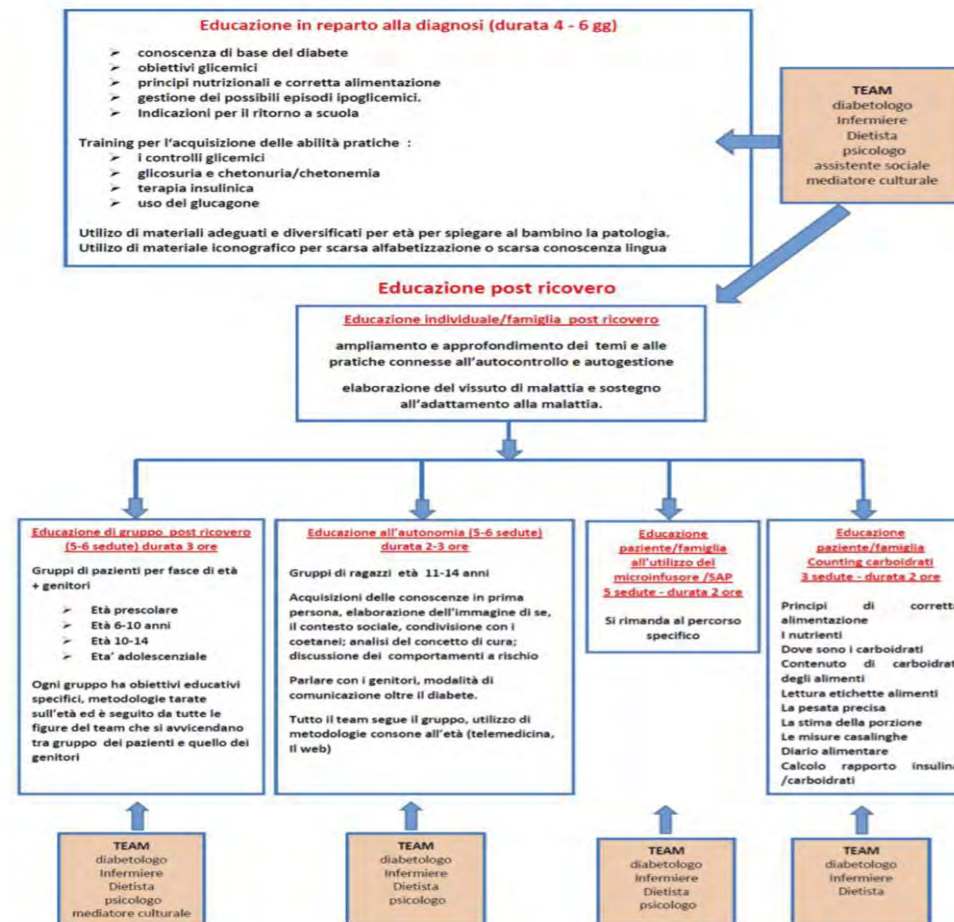 Educazione in reparto alla diagnosi (durata 4 - 6 gg)
➢ conoscenza di base del diabete
➢ obiettivi glicemici
➢ principi nutrizionali e corretta alimentazione
➢ gestione dei possibili episodi ipoglicemici.
➢ Indicazioni per il ritorno a scuola
Training per l'acquisizione delle abilità pratiche :
➢ i controlli glicemici
➢ glicosuria e chetonuria/chetonemia
➢ terapia insulinica
➢ uso del glucagone
Utilizo di materiali adeguati e diversificati per età per spiegare al bambino la patologia.
Utilizo di materiale iconografico per scarsa alfabetizzazione o scarsa conoscenza lingua
TEAM
diabetologo
Infermiere
Dietista
psicologo
assistente sociale
mediatore culturale
Educazione post ricovero
Educazione individuale/famiglia post ricovero
ampliamento e approfondimento dei temi e alle
pratiche connesse all'autocontrollo e autogestione
elaborazione del vissuto di malattia e sostegno
all'adattamento alla malattia.
Educazione di gruppo post ricovero
(5-6 sedute) durata 3 ore
Gruppi di pazienti per fasce di età
+ genitori
➢ Età prescolare
➢ Età 6-10 anni
➢ Età 10-14
➢ Eta' adolescenziale
Ogni gruppo ha obiettivi educativi
specifici, metodologie tarate
sull'età ed è seguito da tutte le
figure del team che si avvicendano
tra gruppo dei pazienti e quello dei
genitori
Educazione all'autonomia (5-6 sedute)
durata 2-3 ore
Gruppi di ragazzi età 11-14 anni
Acquisizioni delle conoscenze in prima
persona, elaborazione dell'immagine di se,
il contesto sociale, condivisione con i
coetanei; analisi del concetto di cura;
discussione dei comportamenti a rischio
Parlare con i genitori, modalità di
comunicazione oltre il diabete.
Tutto il team segue il gruppo, utilizzo di
metodologie consone all'età (telemedicina,
Il web)
Educazione
paziente/famiglia
all'utilizzo del
microinfusore /SAP
5 sedute - durata 2 ore
Si rimanda al percorso
specifico
Educazione
paziente/famiglia
Counting carboidrati
3 sedute - durata 2 ore
Principi di corretta
alimentazione
I nutrienti
Dove sono i carboidrati
Contenuto di carboidrat
degli alimenti
Lettura etichette alimenti
La pesata precisa
La stima della porzione
Le misure casalinghe
Diario alimentare
Calcolo rapporto insulina
/carboidrati
TEAM
diabetologo
Infermiere
Dietista
psicologo
mediatore culturale
TEAM
diabetologo
Infermiere
Dietista
psicologo
TEAM
diabetologo
Infermiere
Dietista
psicologo
TEAM
diabetologo
Infermiere
Dietista